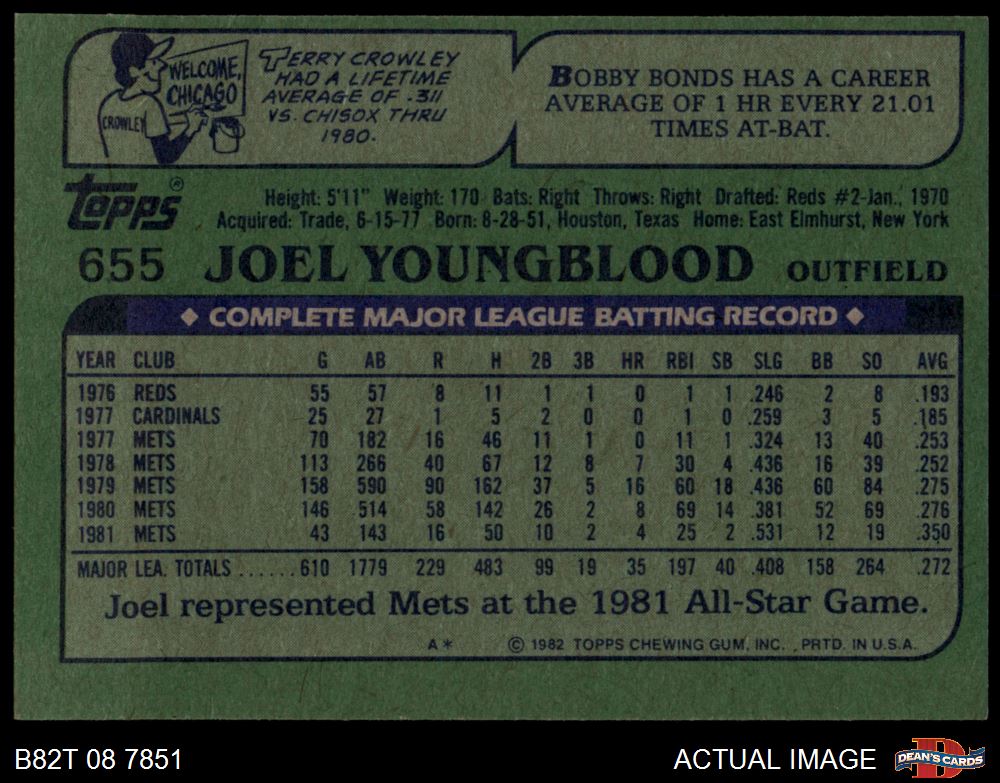 WELCOME,
CHICAGO
CROWLEY
TERRY CROWLEY
HAD A LIFETIME
AVERAGE OF .311
VS. CHISOX THRU
1980.
BOBBY BONDS HAS A CAREER
AVERAGE OF 1 HR EVERY 21.01
TIMES AT-BAT.
Topps®
Height: 5'11" Weight: 170 Bats: Right Throws: Right Drafted: Reds #2-Jan., 1970
Acquired: Trade, 6-15-77 Born: 8-28-51, Houston, Texas Home: East Elmhurst, New York
655 JOEL YOUNGBLOOD OUTFIELD
◆ COMPLETE MAJOR LEAGUE BATTING RECORD ◆
YEAR CLUB G AB R H 2B 3B HR RBI SB SLG BB SO AVG
1976 REDS 55 57 8 11 1 1 0 1 1 .246 2 8 .193
1977 CARDINALS 25 27 1 5 2 0 0 1 0 .259 3 5 .185
1977 METS 70 182 16 46 11 1 0 11 1 .324 13 40 .253
1978 METS 113 266 40 67 12 8 7 30 4 .436 16 39 .252
1979 METS 158 590 90 162 37 5 16 60 18 .436 60 84 .275
1980 METS 146 514 58 142 26 2 8 69 14 .381 52 69 .276
1981 METS 43 143 16 50 10 2 4 25 2 .531 12 19 .350
MAJOR LEA. TOTALS ......610 1779 229 483 99 19 35 197 40 .408 158 264 .272
Joel represented Mets at the 1981 All-Star Game.
A* © 1982 TOPPS CHEWING GUM, INC. , PRTD. IN U.S.A.
B82T 08 7851 ACTUAL IMAGE D DEAN'S CARDS